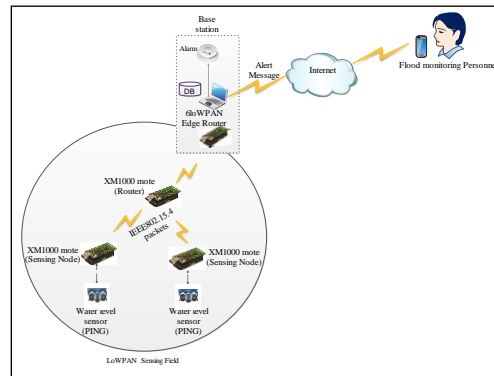 Base
station
Alarm
DB
6loWPAN
Edge Router
Alert
Message
Internet
Flood monitoring Personnel
XM1000 mote
(Router)
IEEE802.15.4
packets
XM1000 mote
(Sensing Node)
XM1000 mote
(Sensing Node)
Water level
sensor
(PING)
Water level
sensor
(PING)
LoWPAN Sensing Field